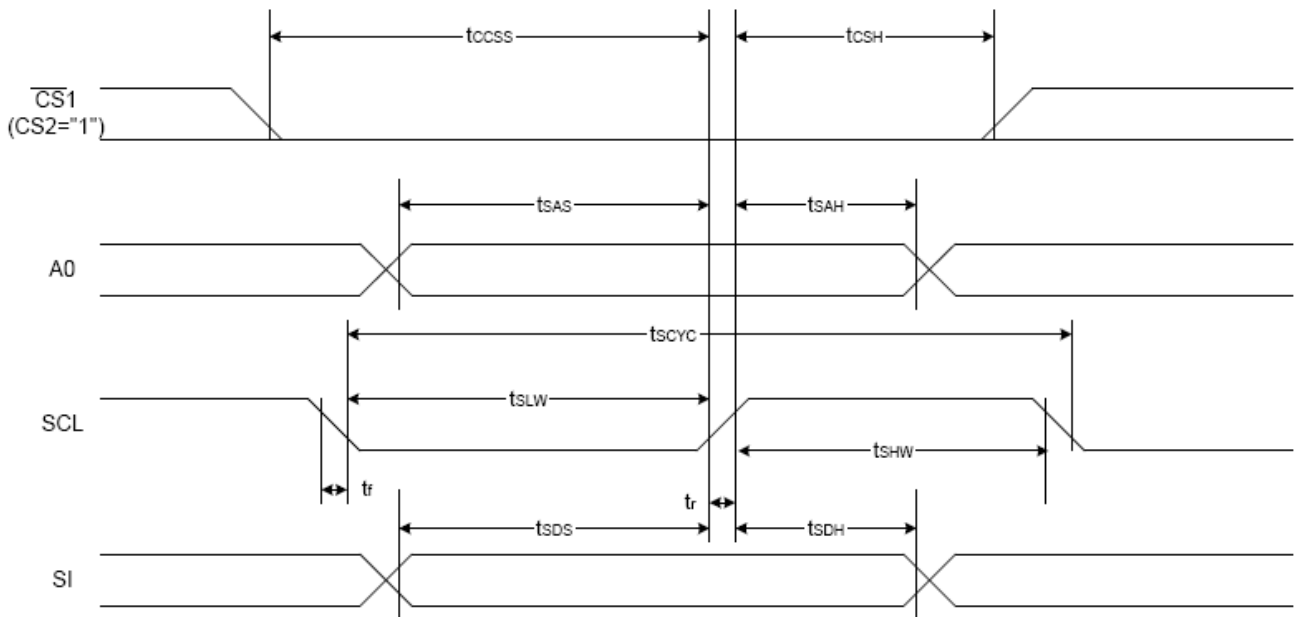 tCCSS
tCSH
CS1
(CS2="1")
tSAS
tSAH
A0
tSCYC
tSLW
SCL
tSHW
tf
tr
tSDS
tSDH
SI